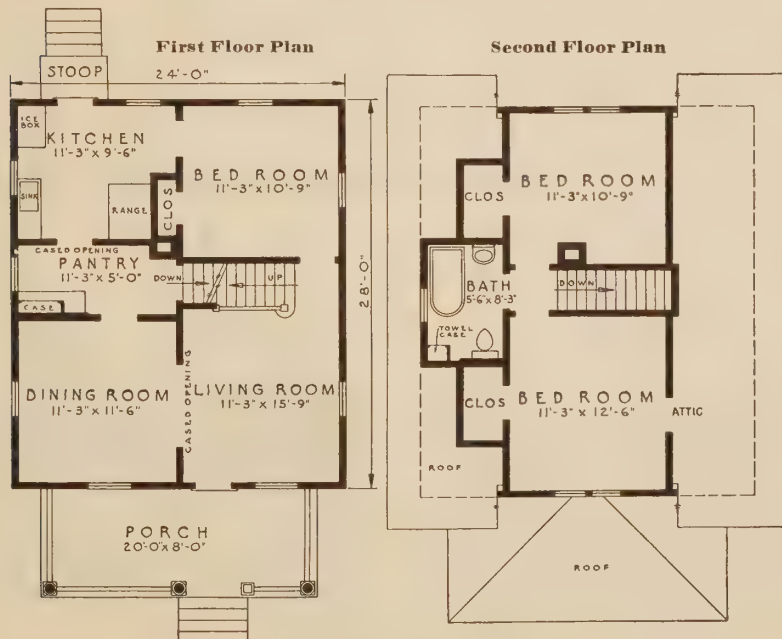 First Floor Plan
STOOP
24'-0"
ICE
BOX
KITCHEN
11'-3" x 9'-6"
SINK
RANGE
CLOS
BED ROOM
11'-3" x 10'-9"
CASED OPENING
PANTRY
11'-3" x 5'-0"
DOWN
UP
CASE
28'-0"
DINING ROOM
11'-3" x 11'-6"
CASED OPENING
LIVING ROOM
11'-3" x 15'-9"
PORCH
20'-0" x 8'-0"
Second Floor Plan
CLOS
BED ROOM
11'-3" x 10'-9"
BATH
5'-6" x 8'-3"
DOWN
TOWEL
CASE
CLOS
BED ROOM
11'-3" x 12'-6"
ATTIC
ROOF
ROOF